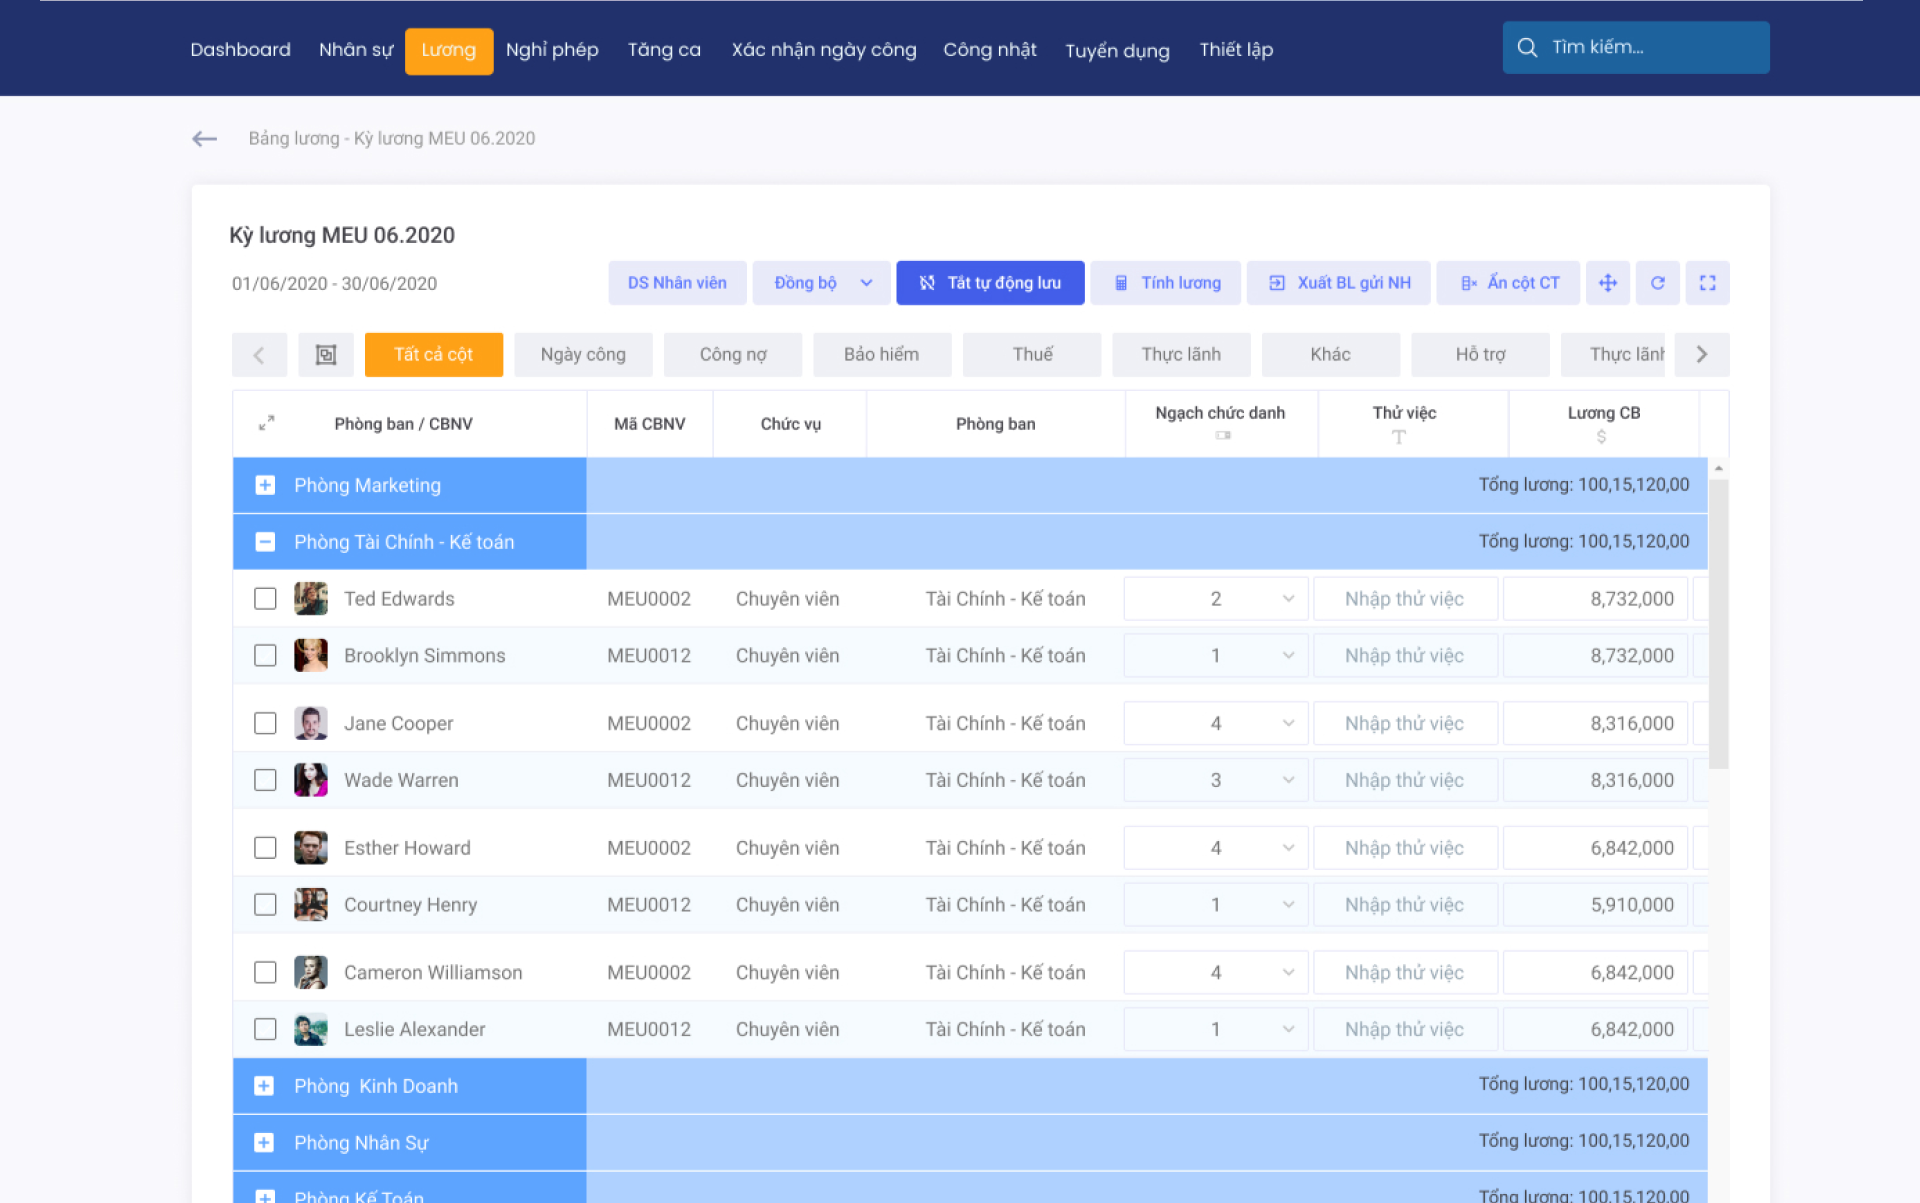 Dashboard Nhân sự Lương Nghỉ phép Tăng ca Xác nhận ngày công Công nhật Tuyển dụng Thiết lập Tìm kiếm...
Bảng lương - Kỳ lương MEU 06.2020
Kỳ lương MEU 06.2020
01/06/2020 - 30/06/2020 DS Nhân viên Đồng bộ Tắt tự động lưu Tính lương Xuất BL gửi NH Ẩn cột CT
Tất cả cột Ngày công Công nợ Bảo hiểm Thuế Thực lãnh Khác Hỗ trợ Thực lãnh
Phòng ban / CBNV Mã CBNV Chức vụ Phòng ban Ngạch chức danh Thử việc Lương CB
Phòng Marketing Tổng lương: 100,15,120,00
Phòng Tài Chính - Kế toán Tổng lương: 100,15,120,00
Ted Edwards MEU0002 Chuyên viên Tài Chính - Kế toán 2 Nhập thử việc 8,732,000
Brooklyn Simmons MEU0012 Chuyên viên Tài Chính - Kế toán 1 Nhập thử việc 8,732,000
Jane Cooper MEU0002 Chuyên viên Tài Chính - Kế toán 4 Nhập thử việc 8,316,000
Wade Warren MEU0012 Chuyên viên Tài Chính - Kế toán 3 Nhập thử việc 8,316,000
Esther Howard MEU0002 Chuyên viên Tài Chính - Kế toán 4 Nhập thử việc 6,842,000
Courtney Henry MEU0012 Chuyên viên Tài Chính - Kế toán 1 Nhập thử việc 5,910,000
Cameron Williamson MEU0002 Chuyên viên Tài Chính - Kế toán 4 Nhập thử việc 6,842,000
Leslie Alexander MEU0012 Chuyên viên Tài Chính - Kế toán 1 Nhập thử việc 6,842,000
Phòng Kinh Doanh Tổng lương: 100,15,120,00
Phòng Nhân Sự Tổng lương: 100,15,120,00
Phòng Kế Toán Tổng lương: 100,15,120,00